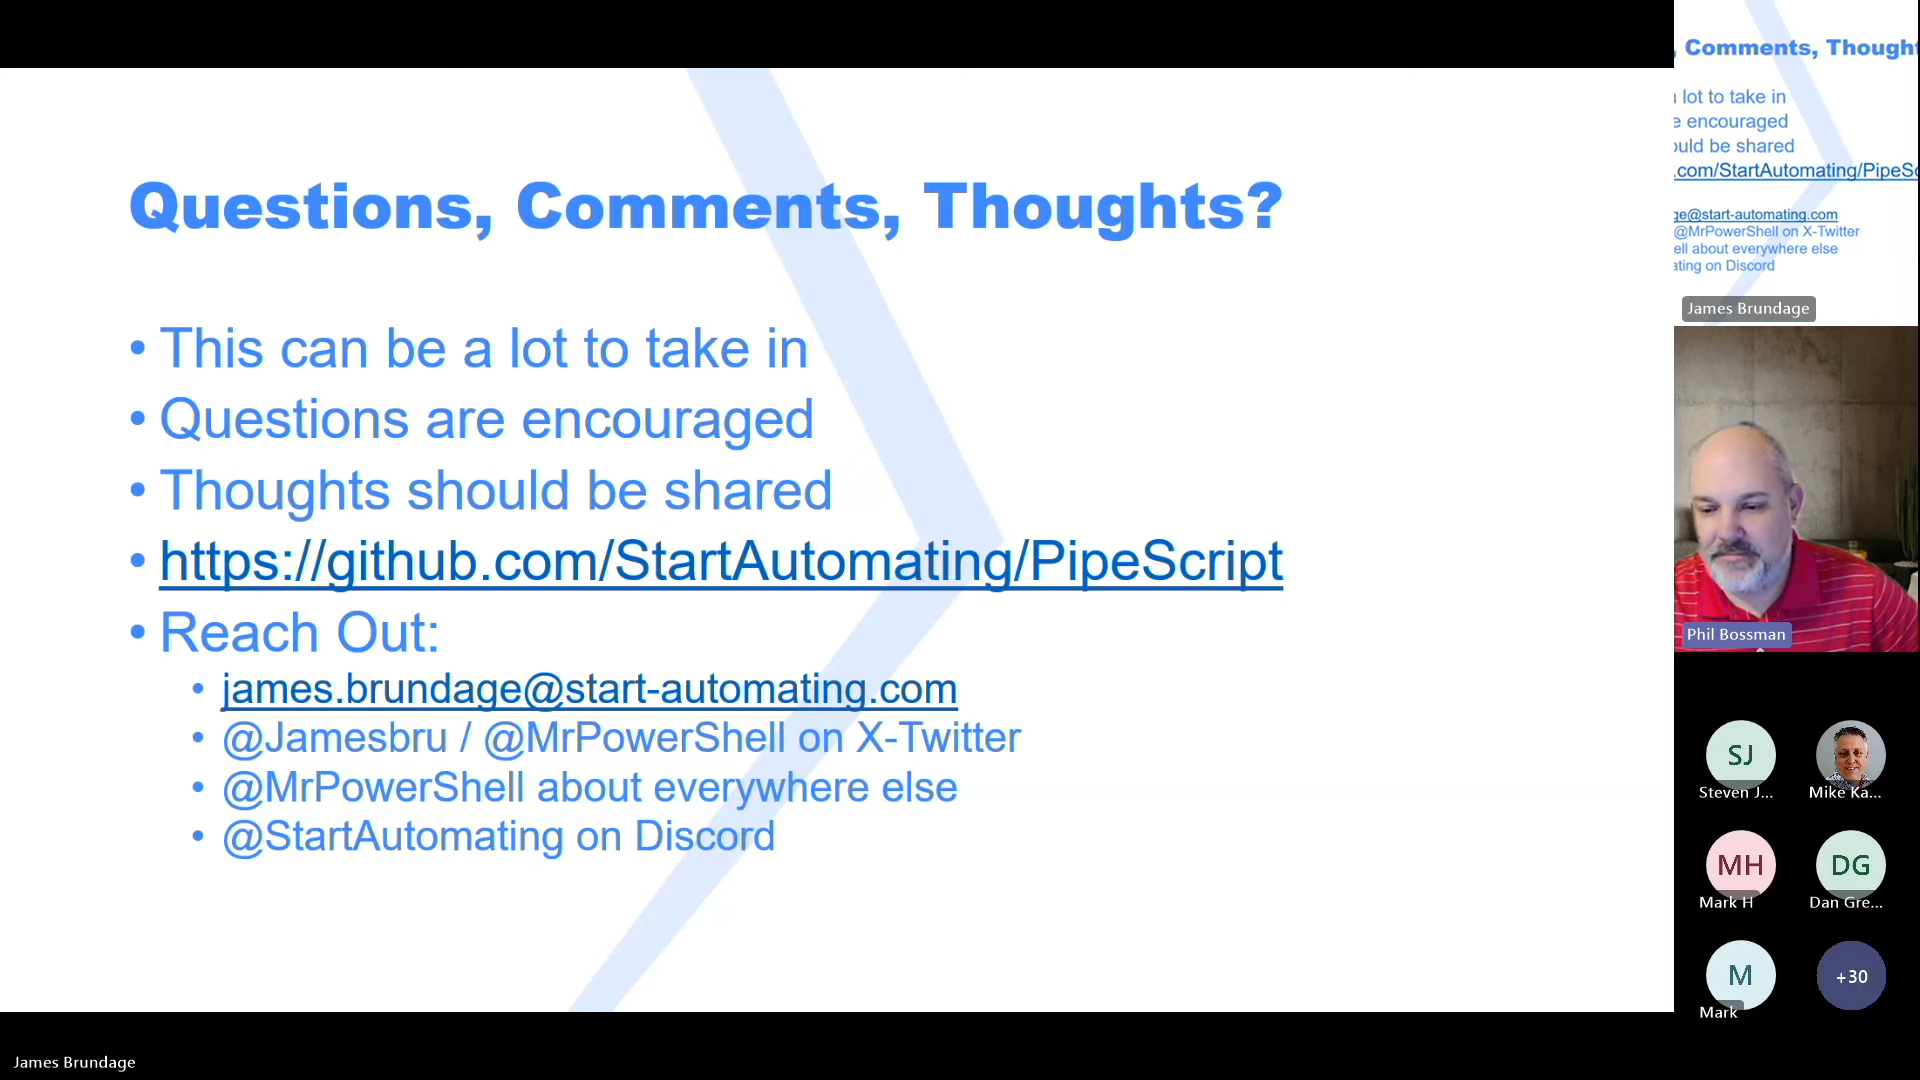 Questions, Comments, Thoughts?
• This can be a lot to take in
• Questions are encouraged
• Thoughts should be shared
• https://github.com/StartAutomating/PipeScript
• Reach Out:
• james.brundage@start-automating.com
• @Jamesbru / @MrPowerShell on X-Twitter
• @MrPowerShell about everywhere else
• @StartAutomating on Discord
James Brundage
, Comments, Though
lot to take in
e encouraged
ould be shared
.com/StartAutomating/PipeSc
ge@start-automating.com
@MrPowerShell on X-Twitter
ell about everywhere else
ating on Discord
James Brundage
Phil Bossman
SJ
Steven J...
Mike Ka...
MH
Mark H
DG
Dan Gre...
M
Mark
+30